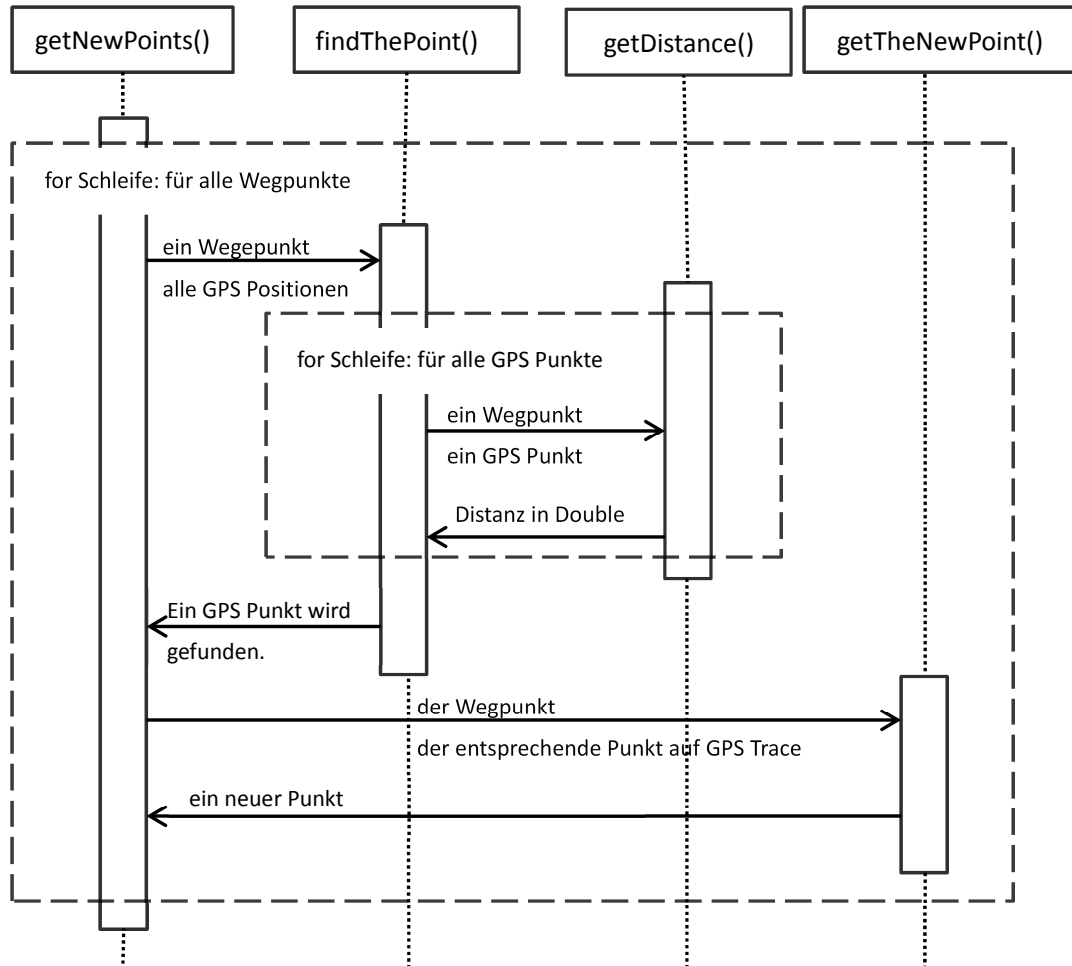 getNewPoints()
findThePoint()
getDistance()
getTheNewPoint()
for Schleife: für alle Wegpunkte
ein Wegepunkt
alle GPS Positionen
for Schleife: für alle GPS Punkte
ein Wegpunkt
ein GPS Punkt
Distanz in Double
Ein GPS Punkt wird
gefunden.
der Wegpunkt
der entsprechende Punkt auf GPS Trace
ein neuer Punkt